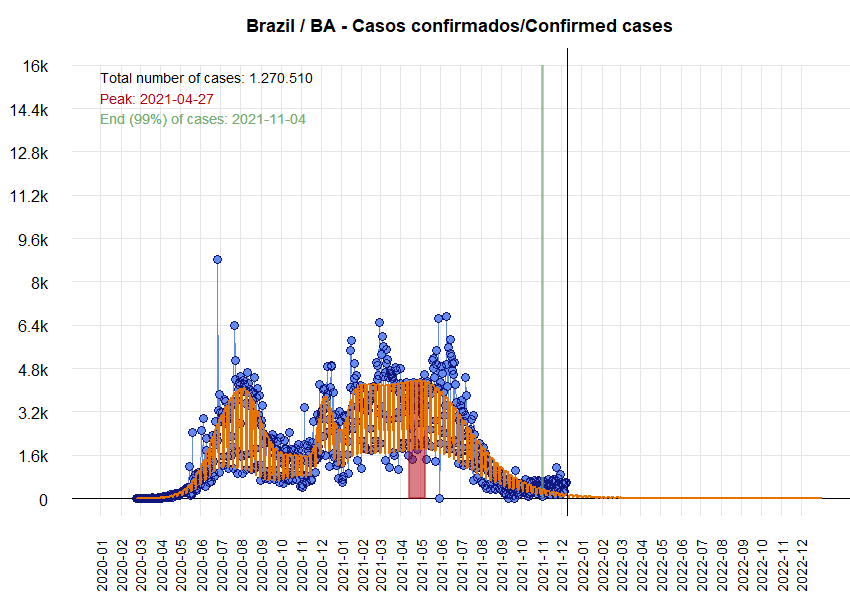 Brazil / BA - Casos confirmados/Confirmed cases
16k
Total number of cases: 1.270.510
Peak: 2021-04-27
14.4k
End (99%) of cases: 2021-11-04
12.8k
11.2k
9.6k
8k
6.4k
4.8k
3.2k
1.6k
0
2020-01
2020-02
2020-03
2020-04
2020-05
2020-06
2020-07
2020-08
2020-09
2020-10
2020-11
2020-12
2021-01
2021-02
2021-03
2021-04
2021-05
2021-06
2021-07
2021-08
2021-09
2021-10
2021-11
2021-12
2022-01
2022-02
2022-03
2022-04
2022-05
2022-06
2022-07
2022-08
2022-09
2022-10
2022-11
2022-12